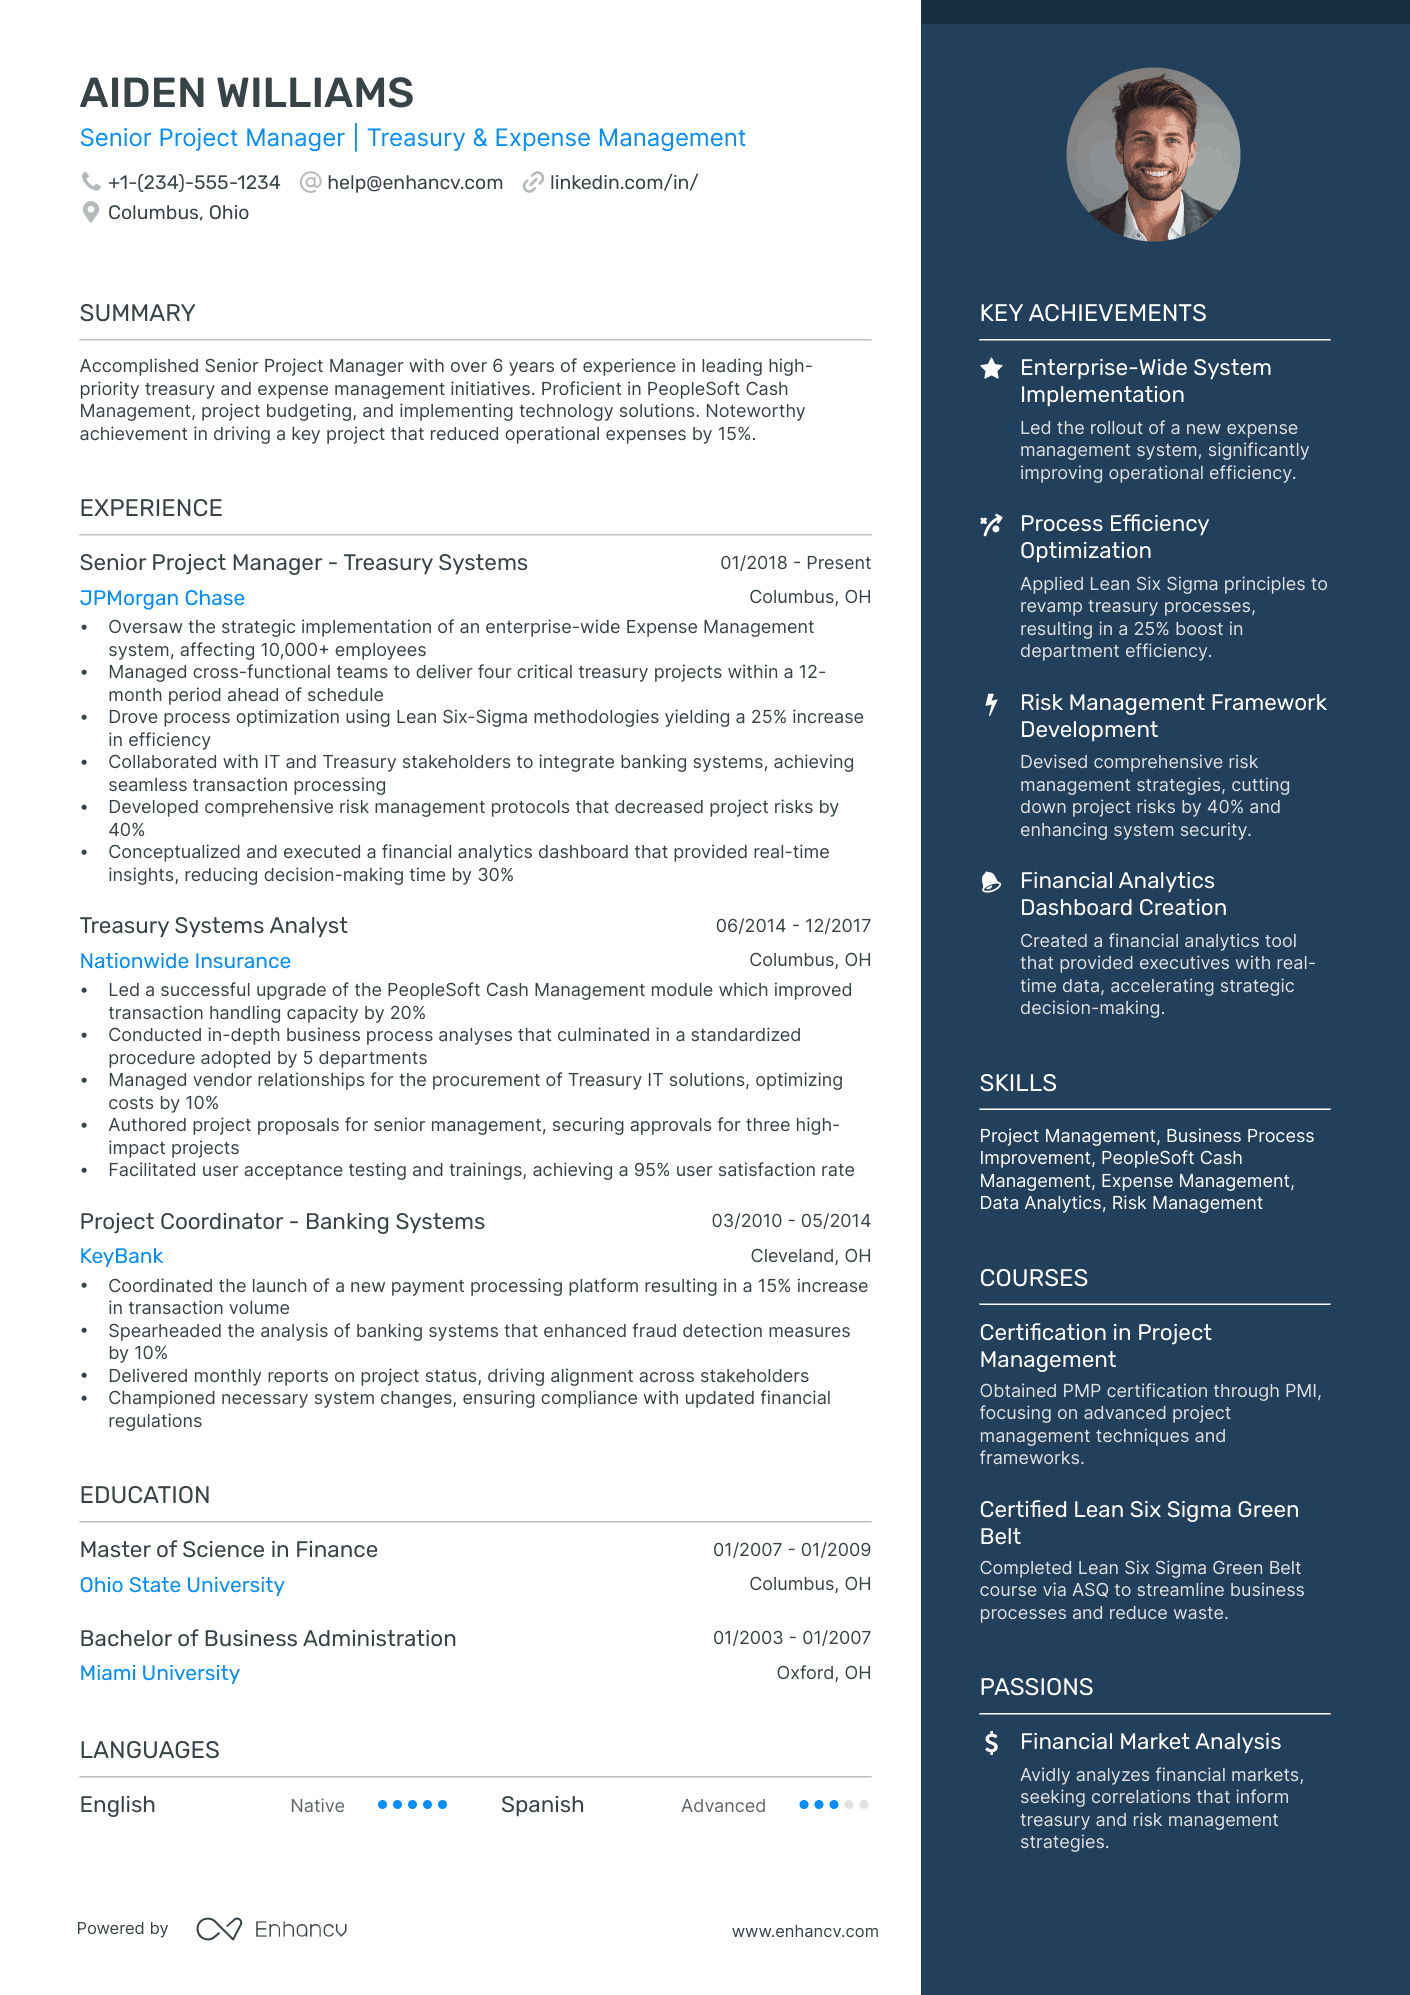 AIDEN WILLIAMS
Senior Project Manager | Treasury & Expense Management
+1-(234)-555-1234 help@enhancv.com linkedin.com/in/
Columbus, Ohio
SUMMARY
Accomplished Senior Project Manager with over 6 years of experience in leading high-
priority treasury and expense management initiatives. Proficient in PeopleSoft Cash
Management, project budgeting, and implementing technology solutions. Noteworthy
achievement in driving a key project that reduced operational expenses by 15%.
EXPERIENCE
Senior Project Manager - Treasury Systems 01/2018 - Present
JPMorgan Chase Columbus, OH
• Oversaw the strategic implementation of an enterprise-wide Expense Management
system, affecting 10,000+ employees
• Managed cross-functional teams to deliver four critical treasury projects within a 12-
month period ahead of schedule
• Drove process optimization using Lean Six-Sigma methodologies yielding a 25% increase
in efficiency
• Collaborated with IT and Treasury stakeholders to integrate banking systems, achieving
seamless transaction processing
• Developed comprehensive risk management protocols that decreased project risks by
40%
• Conceptualized and executed a financial analytics dashboard that provided real-time
insights, reducing decision-making time by 30%
Treasury Systems Analyst 06/2014 - 12/2017
Nationwide Insurance Columbus, OH
• Led a successful upgrade of the PeopleSoft Cash Management module which improved
transaction handling capacity by 20%
• Conducted in-depth business process analyses that culminated in a standardized
procedure adopted by 5 departments
• Managed vendor relationships for the procurement of Treasury IT solutions, optimizing
costs by 10%
• Authored project proposals for senior management, securing approvals for three high-
impact projects
• Facilitated user acceptance testing and trainings, achieving a 95% user satisfaction rate
Project Coordinator - Banking Systems 03/2010 - 05/2014
KeyBank Cleveland, OH
• Coordinated the launch of a new payment processing platform resulting in a 15% increase
in transaction volume
• Spearheaded the analysis of banking systems that enhanced fraud detection measures
by 10%
• Delivered monthly reports on project status, driving alignment across stakeholders
• Championed necessary system changes, ensuring compliance with updated financial
regulations
EDUCATION
Master of Science in Finance 01/2007 - 01/2009
Ohio State University Columbus, OH
Bachelor of Business Administration 01/2003 - 01/2007
Miami University Oxford, OH
LANGUAGES
English Native Spanish Advanced
Powered by Enhancv www.enhancv.com
KEY ACHIEVEMENTS
Enterprise-Wide System
Implementation
Led the rollout of a new expense
management system, significantly
improving operational efficiency.
Process Efficiency
Optimization
Applied Lean Six Sigma principles to
revamp treasury processes,
resulting in a 25% boost in
department efficiency.
Risk Management Framework
Development
Devised comprehensive risk
management strategies, cutting
down project risks by 40% and
enhancing system security.
Financial Analytics
Dashboard Creation
Created a financial analytics tool
that provided executives with real-
time data, accelerating strategic
decision-making.
SKILLS
Project Management, Business Process
Improvement, PeopleSoft Cash
Management, Expense Management,
Data Analytics, Risk Management
COURSES
Certification in Project
Management
Obtained PMP certification through PMI,
focusing on advanced project
management techniques and
frameworks.
Certified Lean Six Sigma Green
Belt
Completed Lean Six Sigma Green Belt
course via ASQ to streamline business
processes and reduce waste.
PASSIONS
Financial Market Analysis
Avidly analyzes financial markets,
seeking correlations that inform
treasury and risk management
strategies.